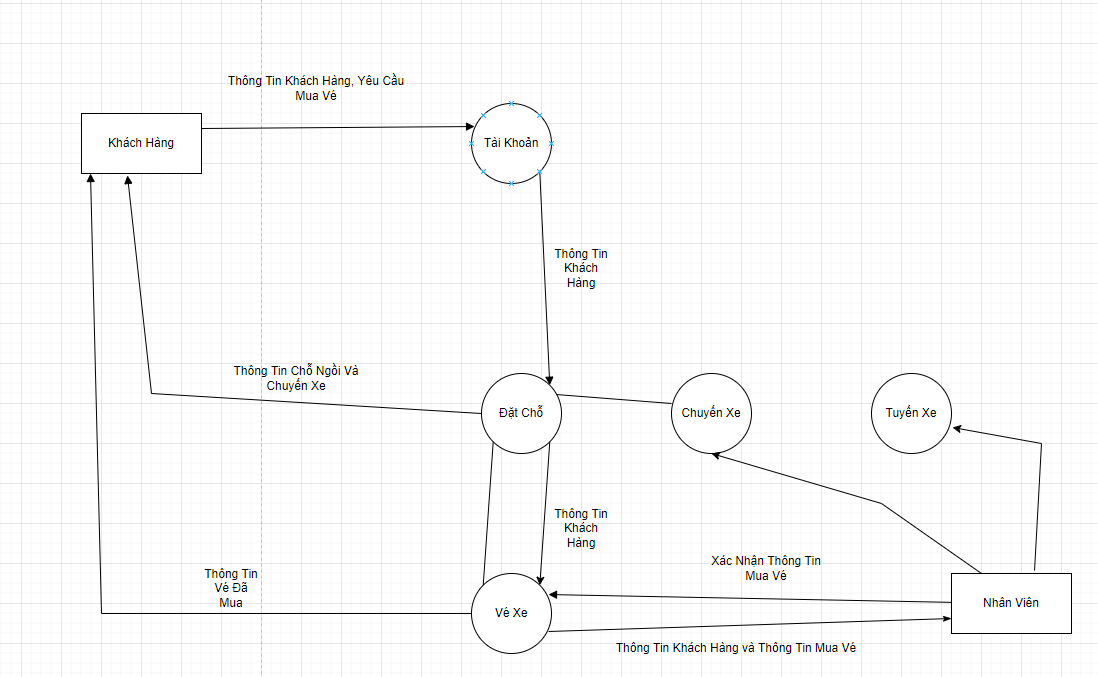 Thông Tin Khách Hàng, Yêu Cầu
Mua Vé
Khách Hàng
Tài Khoản
Thông Tin
Khách
Hàng
Thông Tin Chỗ Ngồi Và
Chuyến Xe
Đặt Chỗ
Chuyến Xe
Tuyến Xe
Thông Tin
Khách
Hàng
Xác Nhận Thông Tin
Mua Vé
Thông Tin
Vé Đã
Mua
Vé Xe
Nhân Viên
Thông Tin Khách Hàng và Thông Tin Mua Vé